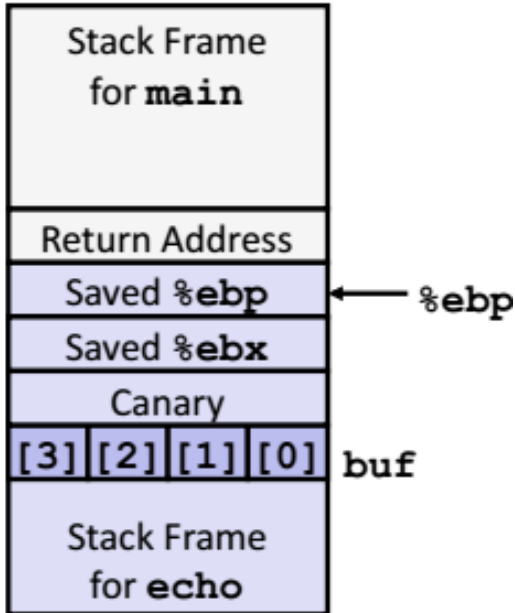 Stack Frame
for main
Return Address
Saved %ebp
%ebp
Saved %ebx
Canary
[3] [2] [1] [0]
buf
Stack Frame
for echo